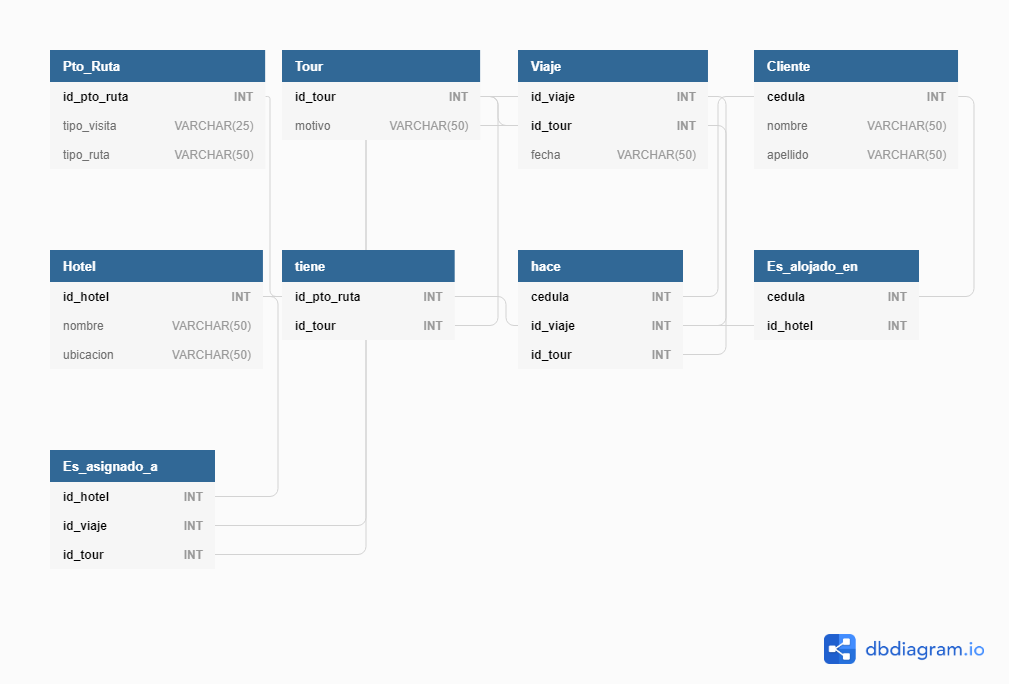 Pto_Ruta
id_pto_ruta INT
tipo_visita VARCHAR(25)
tipo_ruta VARCHAR(50)
Tour
id_tour INT
motivo VARCHAR(50)
Viaje
id_viaje INT
id_tour INT
fecha VARCHAR(50)
Cliente
cedula INT
nombre VARCHAR(50)
apellido VARCHAR(50)
Hotel
id_hotel INT
nombre VARCHAR(50)
ubicacion VARCHAR(50)
tiene
id_pto_ruta INT
id_tour INT
hace
cedula INT
id_viaje INT
id_tour INT
Es_alojado_en
cedula INT
id_hotel INT
Es_asignado_a
id_hotel INT
id_viaje INT
id_tour INT
dbdiagram.io